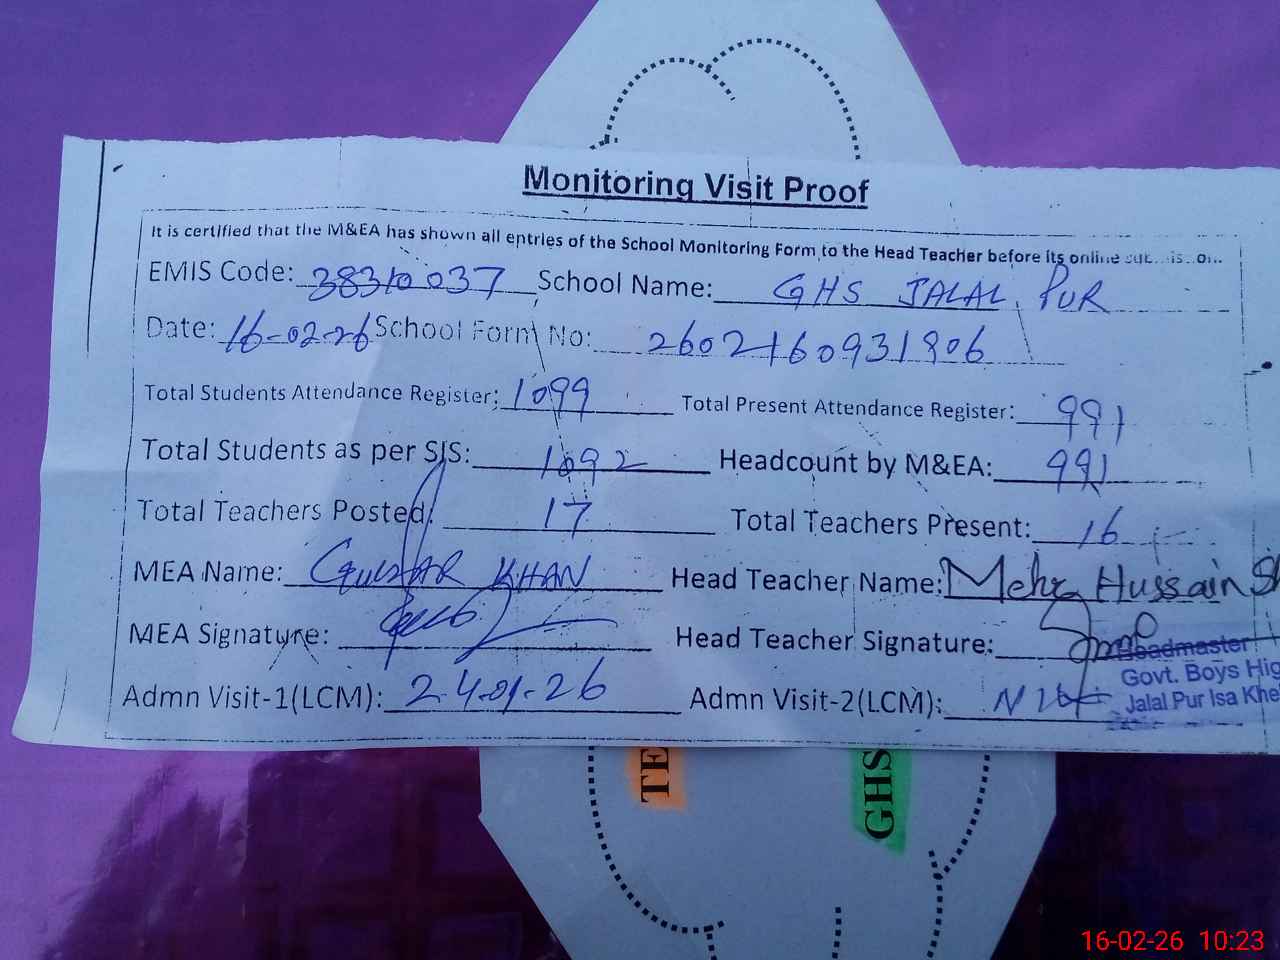 Monitoring Visit Proof
It is certified that the M&EA has shown all entries of the School Monitoring Form to the Head Teacher before its online
EMIS Code: 38310037 School Name: GHS JALAL PUR
Date: 16-02-26 School Form No: 2602160931906
Total Students Attendance Register: 1099 Total Present Attendance Register: 991
Total Students as per SIS: 1092 Headcount by M&EA: 991
Total Teachers Posted: 17 Total Teachers Present: 16
MEA Name: KHAN Head Teacher Name: Hussain
MEA Signature: Head Teacher Signature:
Headmaster
Govt. Boys Hig
Jalal Pur Isa Khe
Admn Visit-1(LCM): 24-01-26 Admn Visit-2(LCM):
TE
GHS
16-02-26 10:23